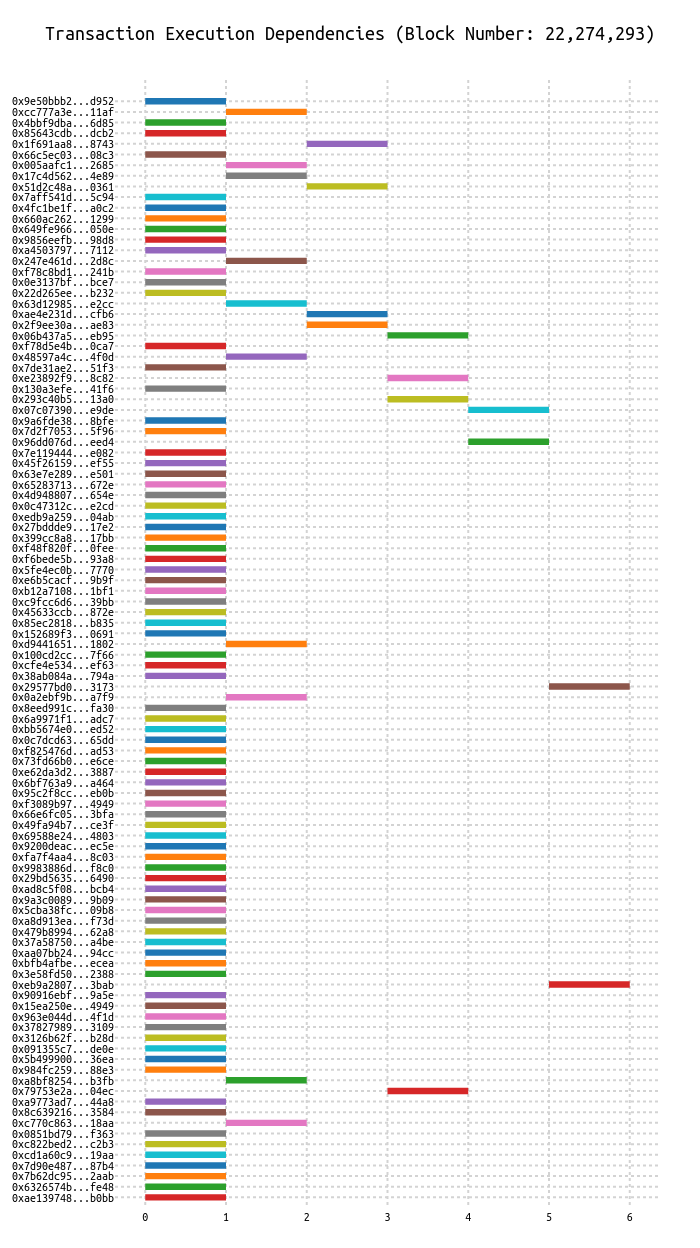 Transaction Execution Dependencies (Block Number: 22,274,293)
0x9e50bbb2...d952
0xcc777a3e...11af
0x4bbf9dba...6d85
0x85643cdb...dcb2
0x1f691aa8...8743
0x66c5ec03...08c3
0x005aafc1...2685
0x17c4d562...4e89
0x51d2c48a...0361
0x7aff541d...5c94
0x4fc1be1f...a0c2
0x660ac262...1299
0x649fe966...050e
0x9856eefb...98d8
0xa4503797...7112
0x247e461d...2d8c
0xf78c8bd1...241b
0x0e3137bf...bce7
0x22d265ee...b232
0x63d12985...e2cc
0xae4e231d...cfb6
0x2f9ee30a...ae83
0x06b437a5...eb95
0xf78d5e4b...0ca7
0x48597a4c...4f0d
0x7de31ae2...51f3
0xe23892f9...8c82
0x130a3efe...41f6
0x293c40b5...13a0
0x07c07390...e9de
0x9a6fde38...8bfe
0x7d2f7053...5f96
0x96dd076d...eed4
0x7e119444...e082
0x45f26159...ef55
0x63e7e289...e501
0x65283713...672e
0x4d948807...654e
0x0c47312c...e2cd
0xedb9a259...04ab
0x27bddde9...17e2
0x399cc8a8...17bb
0xf48f820f...0fee
0xf6bede5b...93a8
0x5fe4ec0b...7770
0xe6b5cacf...9b9f
0xb12a7108...1bf1
0xc9fcc6d6...39bb
0x45633ccb...872e
0x85ec2818...b835
0x152689f3...0691
0xd9441651...1802
0x100cd2cc...7f66
0xcfe4e534...ef63
0x38ab084a...794a
0x29577bd0...3173
0x0a2ebf9b...a7f9
0x8eed991c...fa30
0x6a9971f1...adc7
0xbb5674e0...ed52
0x0c7dcd63...65dd
0xf825476d...ad53
0x73fd66b0...e6ce
0xe62da3d2...3887
0x6bf763a9...a464
0x95c2f8cc...eb0b
0xf3089b97...4949
0x66e6fc05...3bfa
0x49fa94b7...ce3f
0x69588e24...4803
0x9200deac...ec5e
0xfa7f4aa4...8c03
0x9983886d...f8c0
0x29bd5635...6490
0xad8c5f08...bcb4
0x9a3c0089...9b09
0x5cba38fc...09b8
0xa8d913ea...f73d
0x479b8994...62a8
0x37a58750...a4be
0xaa07bb24...94cc
0xbfb4afbe...ecea
0x3e58fd50...2388
0xeb9a2807...3bab
0x90916ebf...9a5e
0x15ea250e...4949
0x963e044d...4f1d
0x37827989...3109
0x3126b62f...b28d
0x091355c7...de0e
0x5b499900...36ea
0x984fc259...88e3
0xa8bf8254...b3fb
0x79753e2a...04ec
0xa9773ad7...44a8
0x8c639216...3584
0xc770c863...18aa
0x0851bd79...f363
0xc822bed2...c2b3
0xcd1a60c9...19aa
0x7d90e487...87b4
0x7b62dc95...2aab
0x6326574b...fe48
0xae139748...b0bb
0 1 2 3 4 5 6